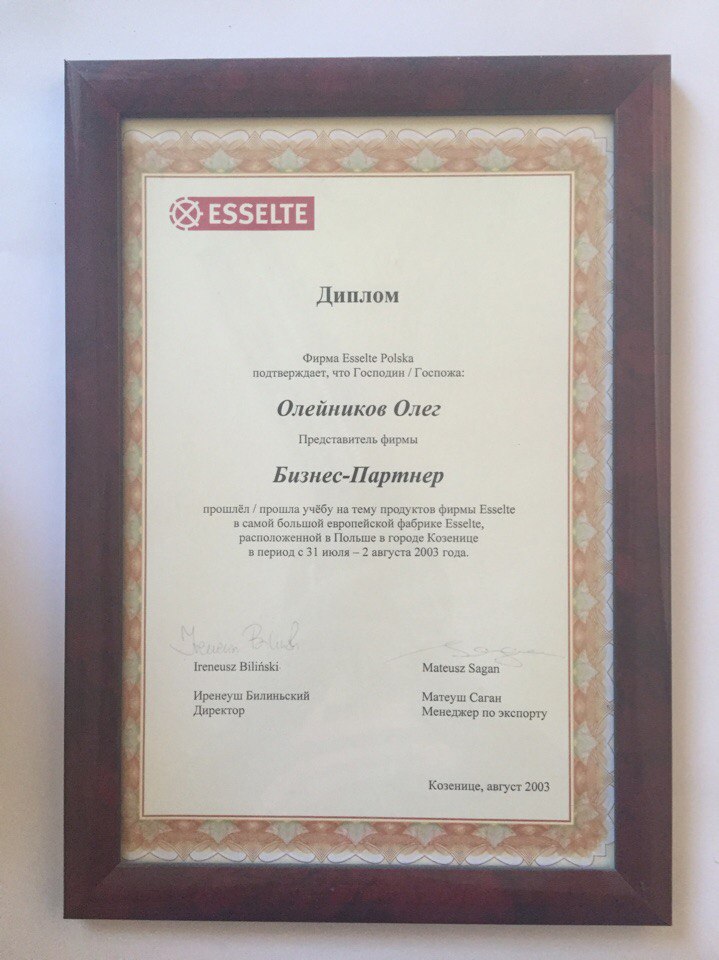 ESSELTE
Диплом
Фирма Esselte Polska
подтверждает, что Господин / Госпожа:
Олейников Олег
Представитель фирмы
Бизнес-Партнер
прошлёл / прошла учёбу на тему продуктов фирмы Esselte
в самой большой европейской фабрике Esselte,
расположенной в Польше в городе Козенице
в период с 31 июля – 2 августа 2003 года.
Ireneusz Biliński
Mateusz Sagan
Иренеуш Билиньский
Матеуш Саган
Директор
Менеджер по экспорту
Козенице, август 2003